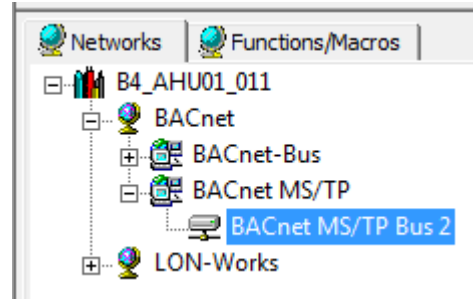 Networks Functions/Macros
B4_AHU01_011
BACnet
BACnet-Bus
BACnet MS/TP
BACnet MS/TP Bus 2
LON-Works